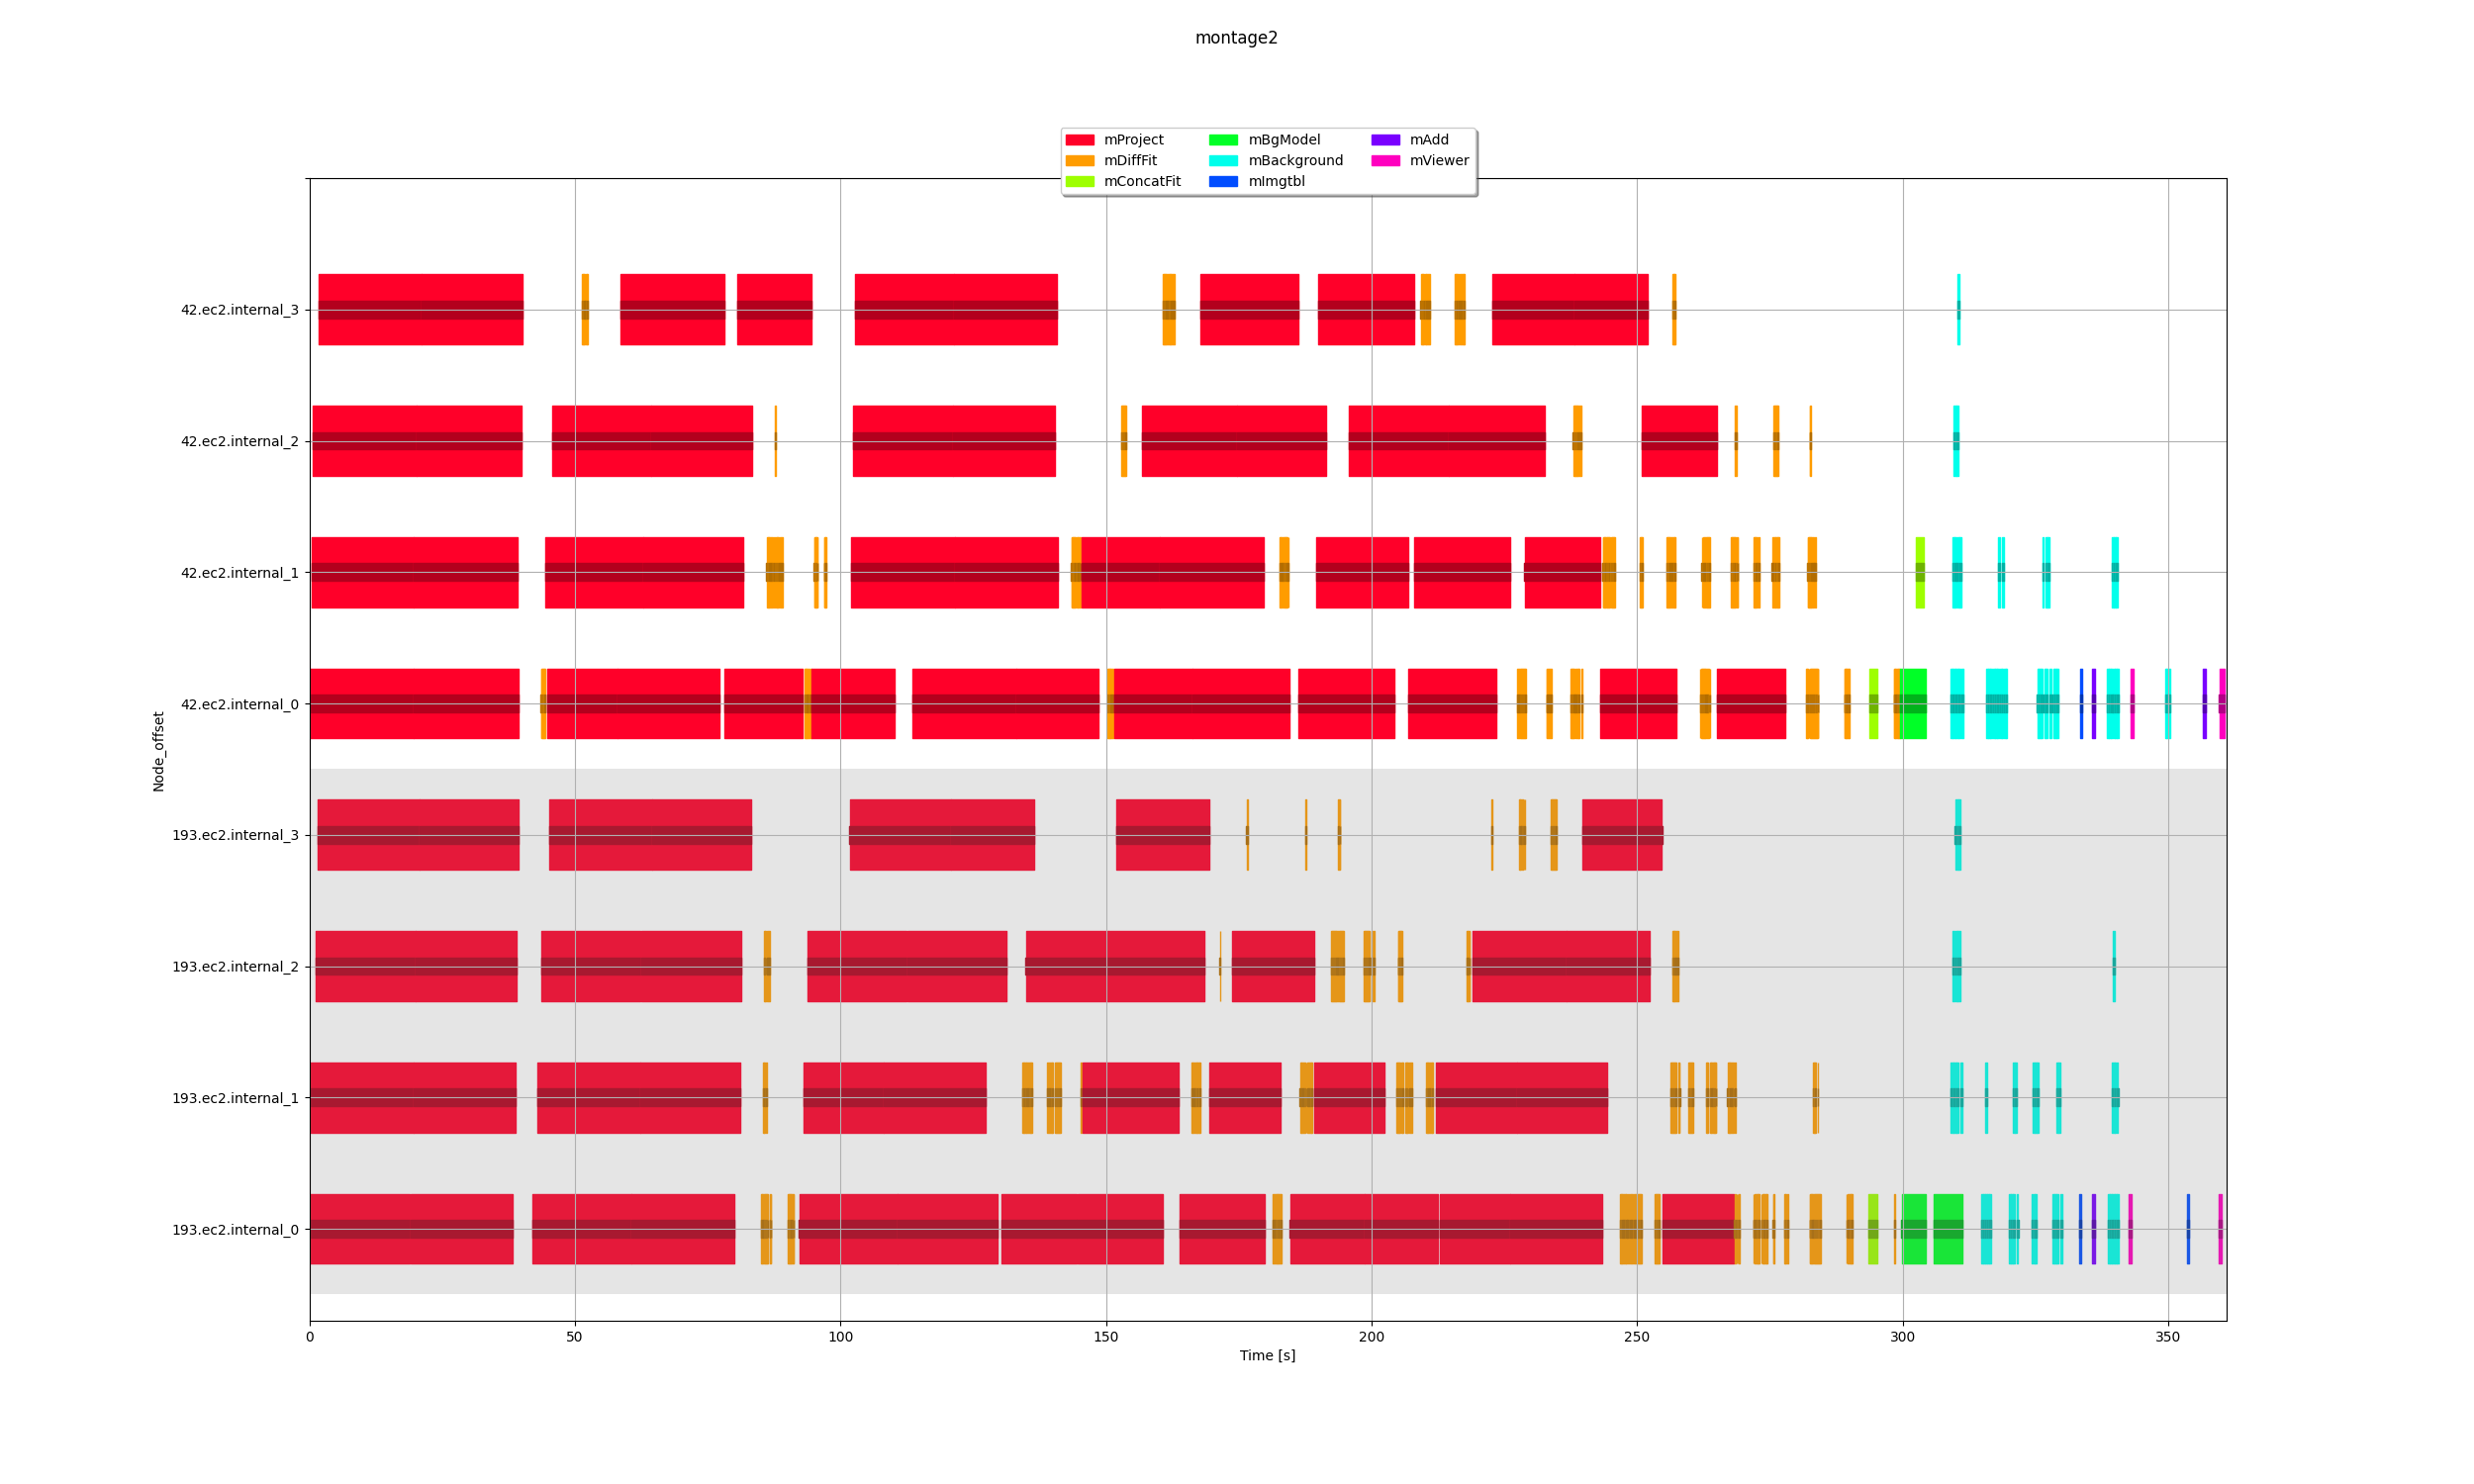 montage2
mProject mBgModel mAdd
mDiffFit mBackground mViewer
mConcatFit mImgtbl
42.ec2.internal_3
42.ec2.internal_2
42.ec2.internal_1
42.ec2.internal_0
Node_offset
193.ec2.internal_3
193.ec2.internal_2
193.ec2.internal_1
193.ec2.internal_0
0 50 100 150 200 250 300 350
Time [s]